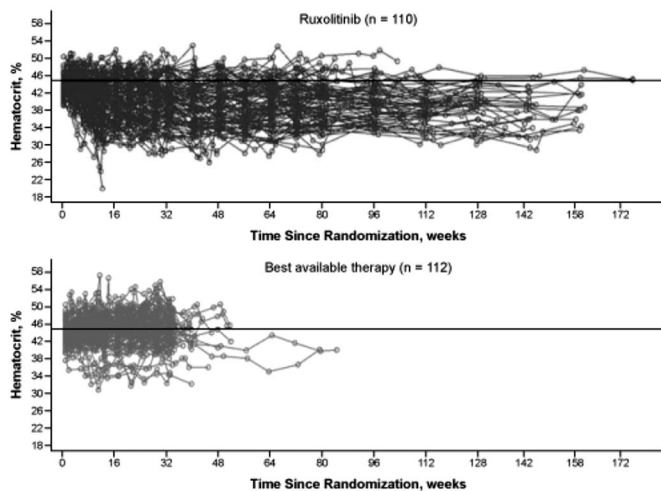 Ruxolitinib (n = 110)
Hematocrit, %
58
54
50
46
42
38
34
30
26
22
18
0 16 32 48 64 80 96 112 128 142 158 172
Time Since Randomization, weeks
Best available therapy (n = 112)
Hematocrit, %
58
54
50
46
42
38
34
30
26
22
18
0 16 32 48 64 80 96 112 128 142 158 172
Time Since Randomization, weeks